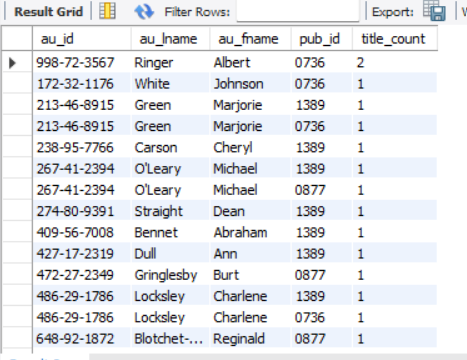 Result Grid Filter Rows: Export:
au_id au_lname au_fname pub_id title_count
998-72-3567 Ringer Albert 0736 2
172-32-1176 White Johnson 0736 1
213-46-8915 Green Marjorie 1389 1
213-46-8915 Green Marjorie 0736 1
238-95-7766 Carson Cheryl 1389 1
267-41-2394 O'Leary Michael 1389 1
267-41-2394 O'Leary Michael 0877 1
274-80-9391 Straight Dean 1389 1
409-56-7008 Bennet Abraham 1389 1
427-17-2319 Dull Ann 1389 1
472-27-2349 Gringlesby Burt 0877 1
486-29-1786 Locksley Charlene 1389 1
486-29-1786 Locksley Charlene 0736 1
648-92-1872 Blotchet-... Reginald 0877 1